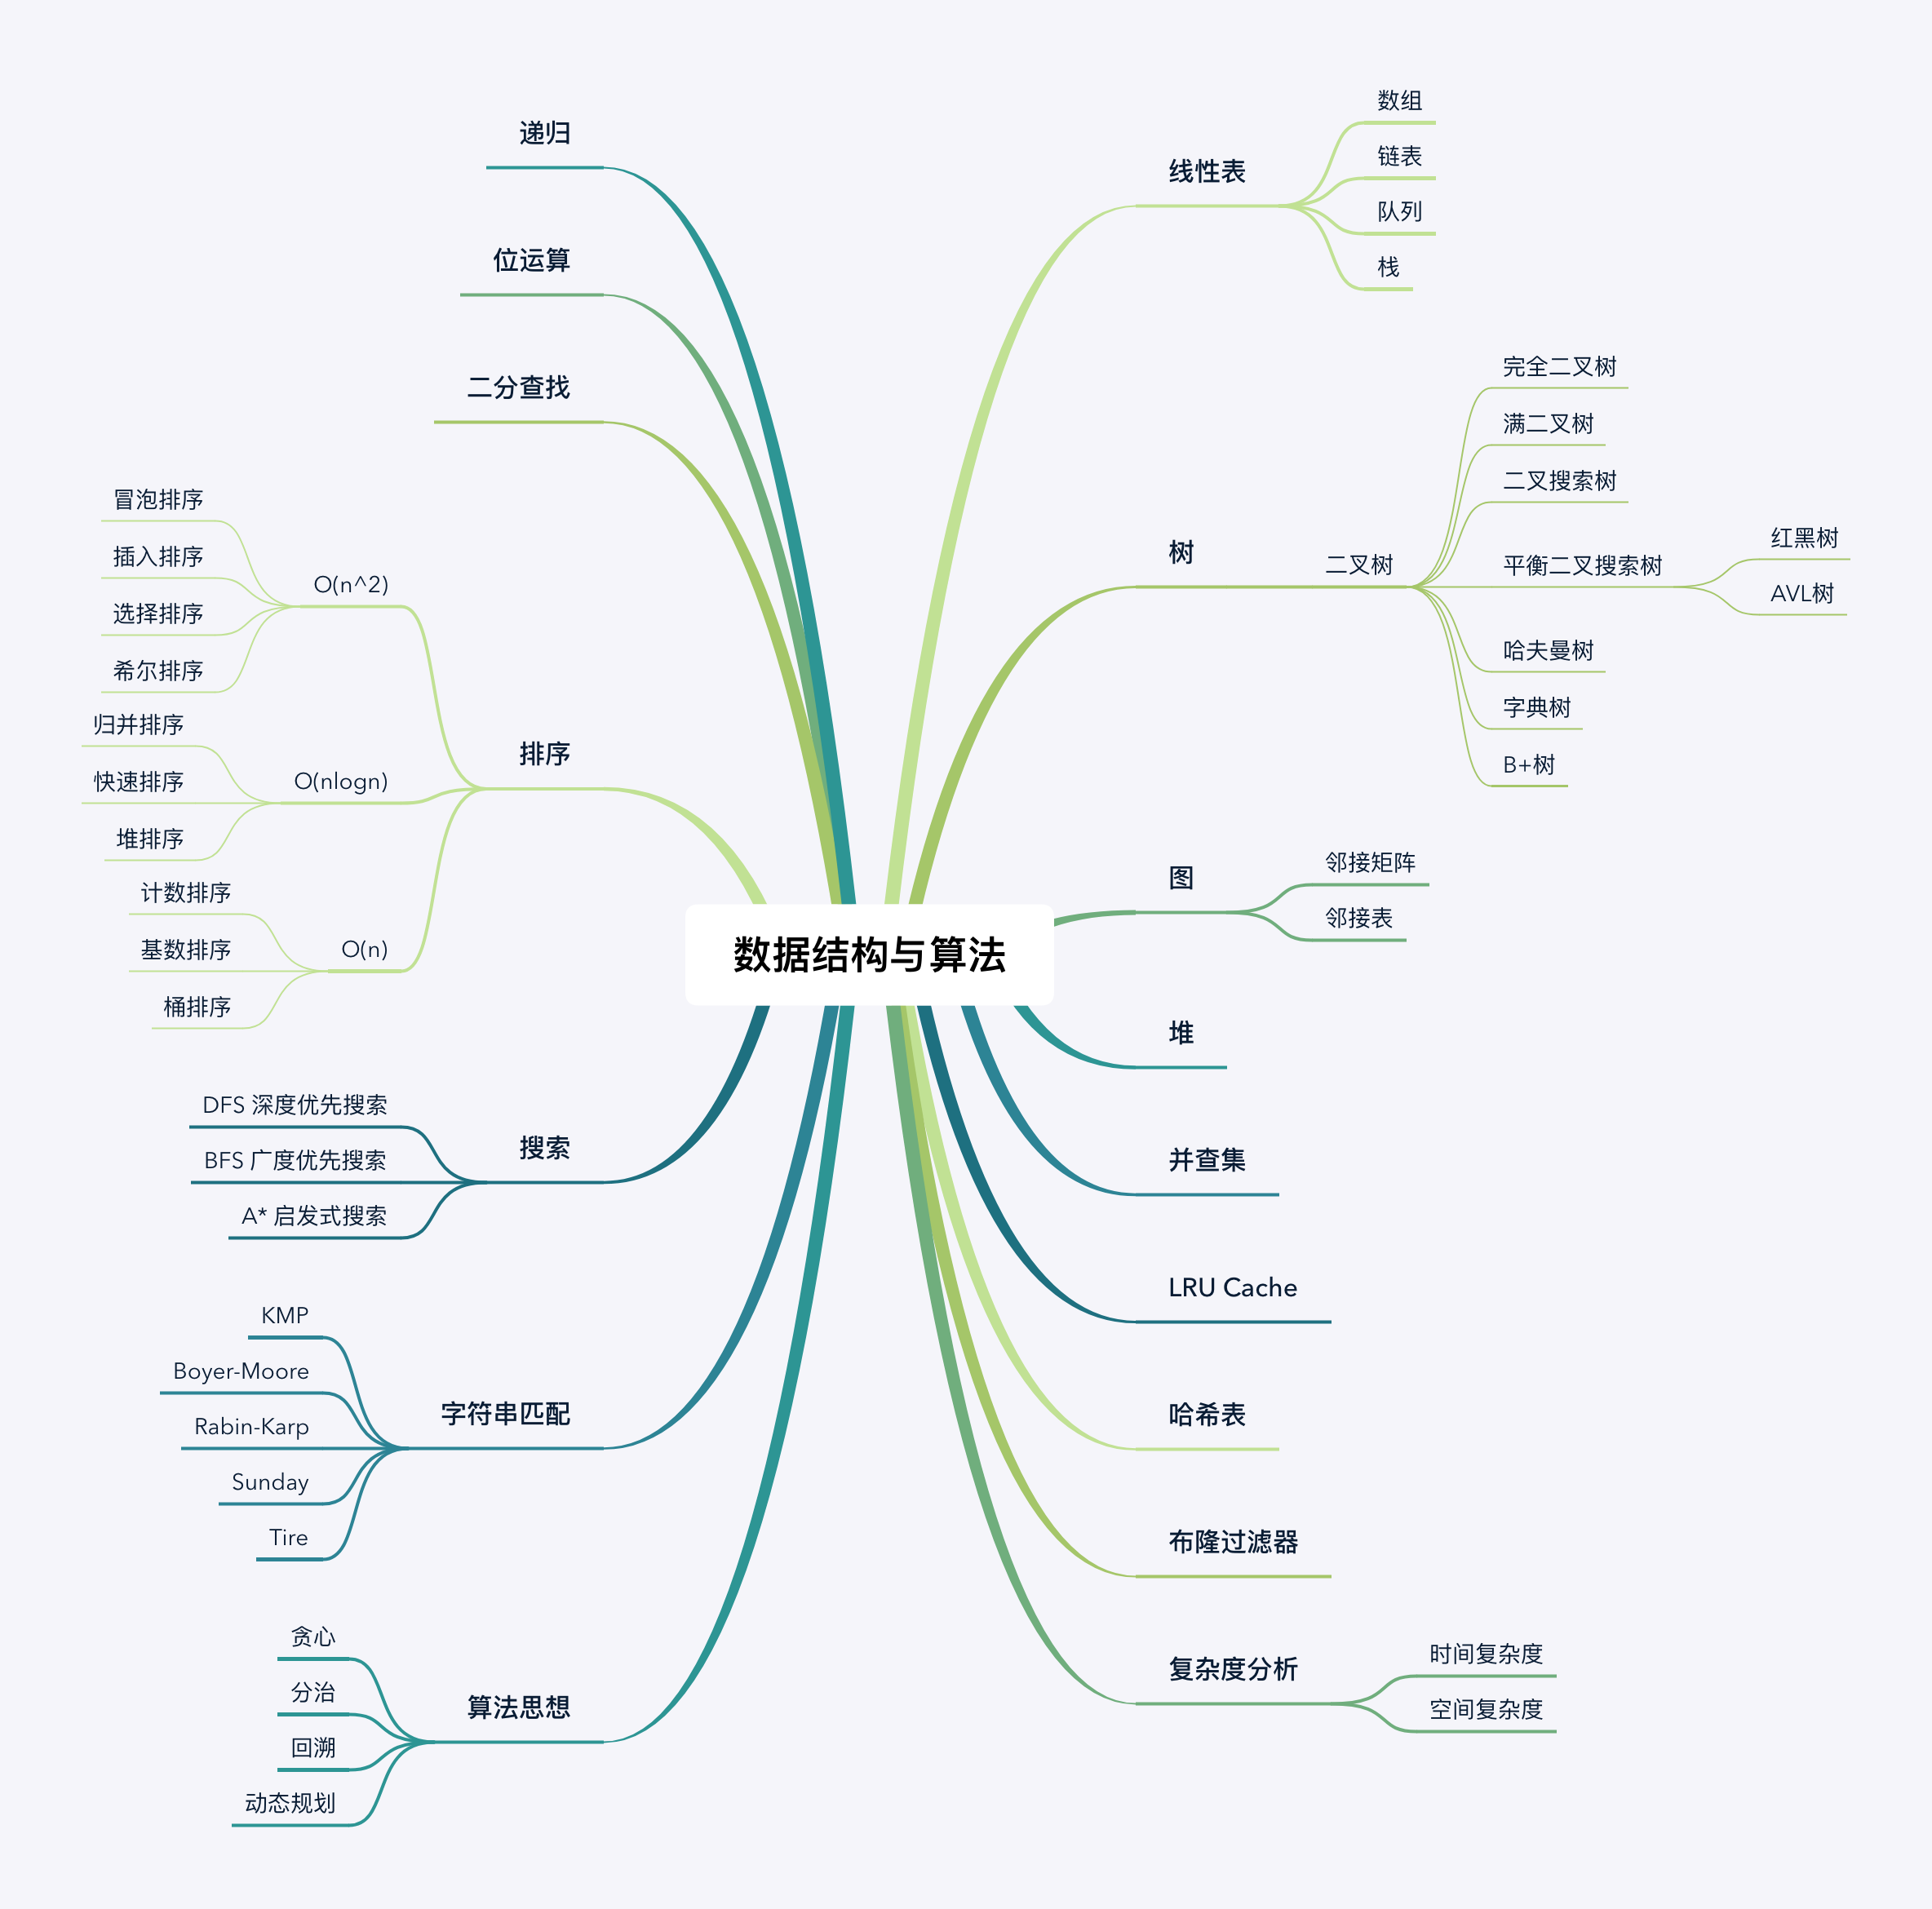 数据结构与算法
线性表
数组
链表
队列
栈
树
二叉树
完全二叉树
满二叉树
二叉搜索树
平衡二叉搜索树
红黑树
AVL树
哈夫曼树
字典树
B+树
图
邻接矩阵
邻接表
堆
并查集
LRU Cache
哈希表
布隆过滤器
复杂度分析
时间复杂度
空间复杂度
递归
位运算
二分查找
排序
O(n^2)
冒泡排序
插入排序
选择排序
希尔排序
O(nlogn)
归并排序
快速排序
堆排序
O(n)
计数排序
基数排序
桶排序
搜索
DFS 深度优先搜索
BFS 广度优先搜索
A* 启发式搜索
字符串匹配
KMP
Boyer-Moore
Rabin-Karp
Sunday
Tire
算法思想
贪心
分治
回溯
动态规划